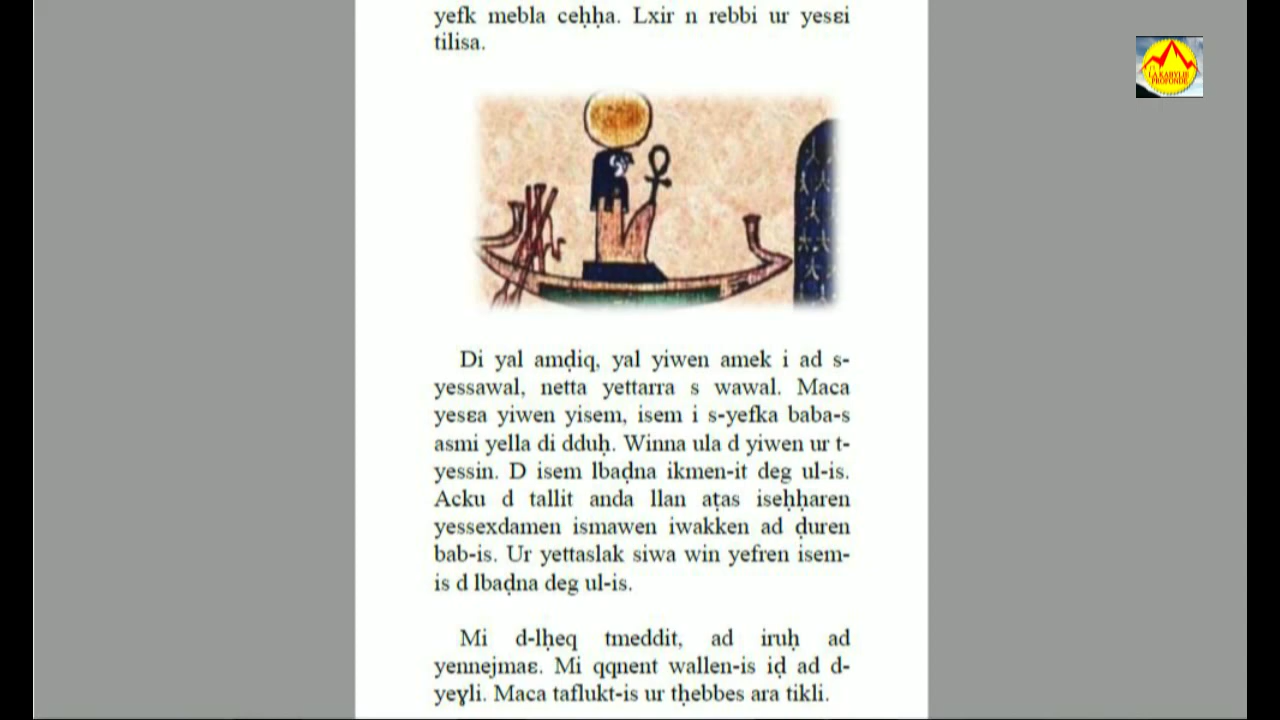 yefk mebla ceḥḥa. Lxir n rebbi ur yesɛi
tilisa.
Di yal amḍiq, yal yiwen amek i ad s-
yessawal, netta yettarra s wawal. Maca
yesɛa yiwen yisem, isem i s-yefka baba-s
asmi yella di dduḥ. Winna ula d yiwen ur t-
yessin. D isem lbaḍna ikmen-it deg ul-is.
Acku d tallit anda llan aṭas iseḥḥaren
yessexdamen ismawen iwakken ad ḍuren
bab-is. Ur yettaslak siwa win yefren isem-
is d lbaḍna deg ul-is.
Mi d-lḥeq tmeddit, ad iruḥ ad
yennejmaɛ. Mi qqnent wallen-is iḍ ad d-
yeɣli. Maca taflukt-is ur tḥebbes ara tikli.
LA KABYLIE
PROFONDE